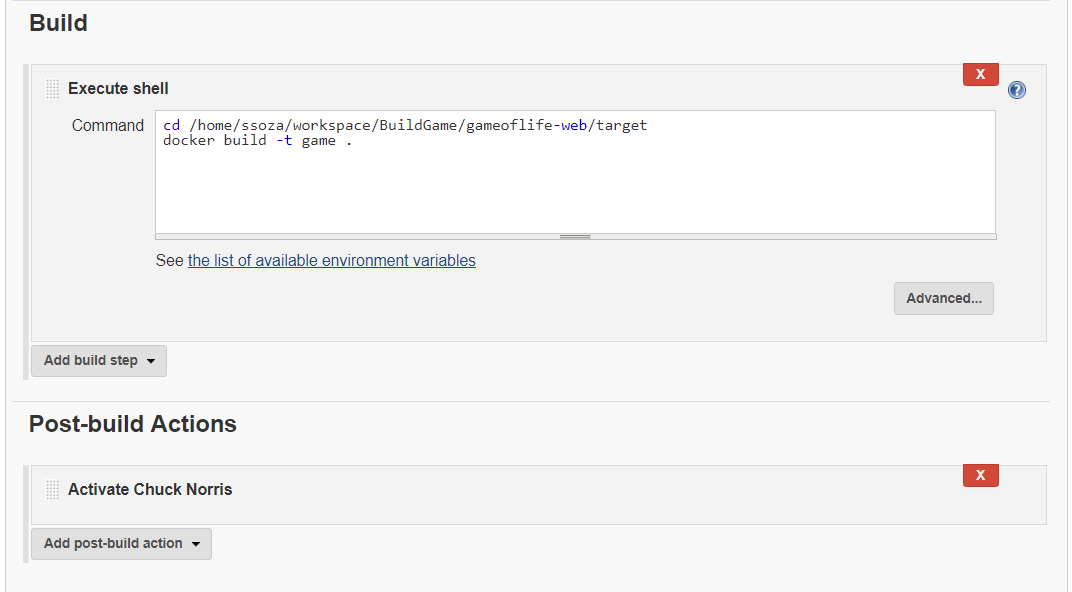 Build
Execute shell
X
?
Command
cd /home/ssoza/workspace/BuildGame/gameoflife-web/target
docker build -t game .
See the list of available environment variables
Advanced...
Add build step
Post-build Actions
Activate Chuck Norris
X
Add post-build action